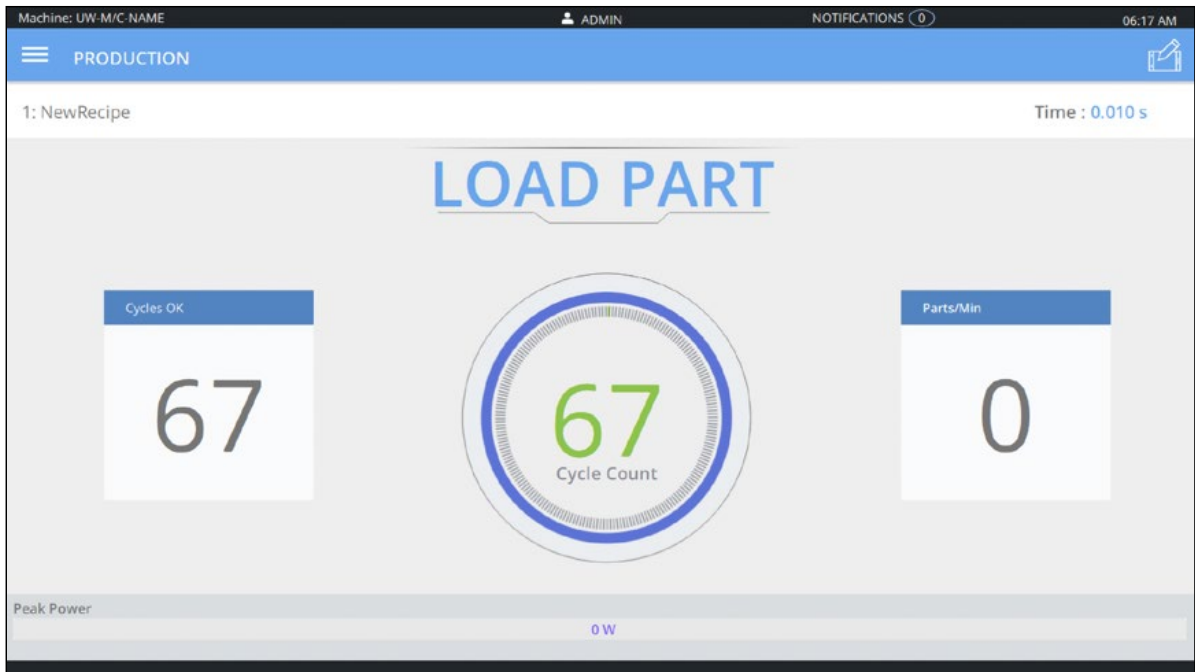 Machine: UW-M/C-NAME ADMIN NOTIFICATIONS 0 06:17 AM
PRODUCTION
1: NewRecipe Time : 0.010 s
LOAD PART
Cycles OK
67
67
Cycle Count
Parts/Min
0
Peak Power
0 W